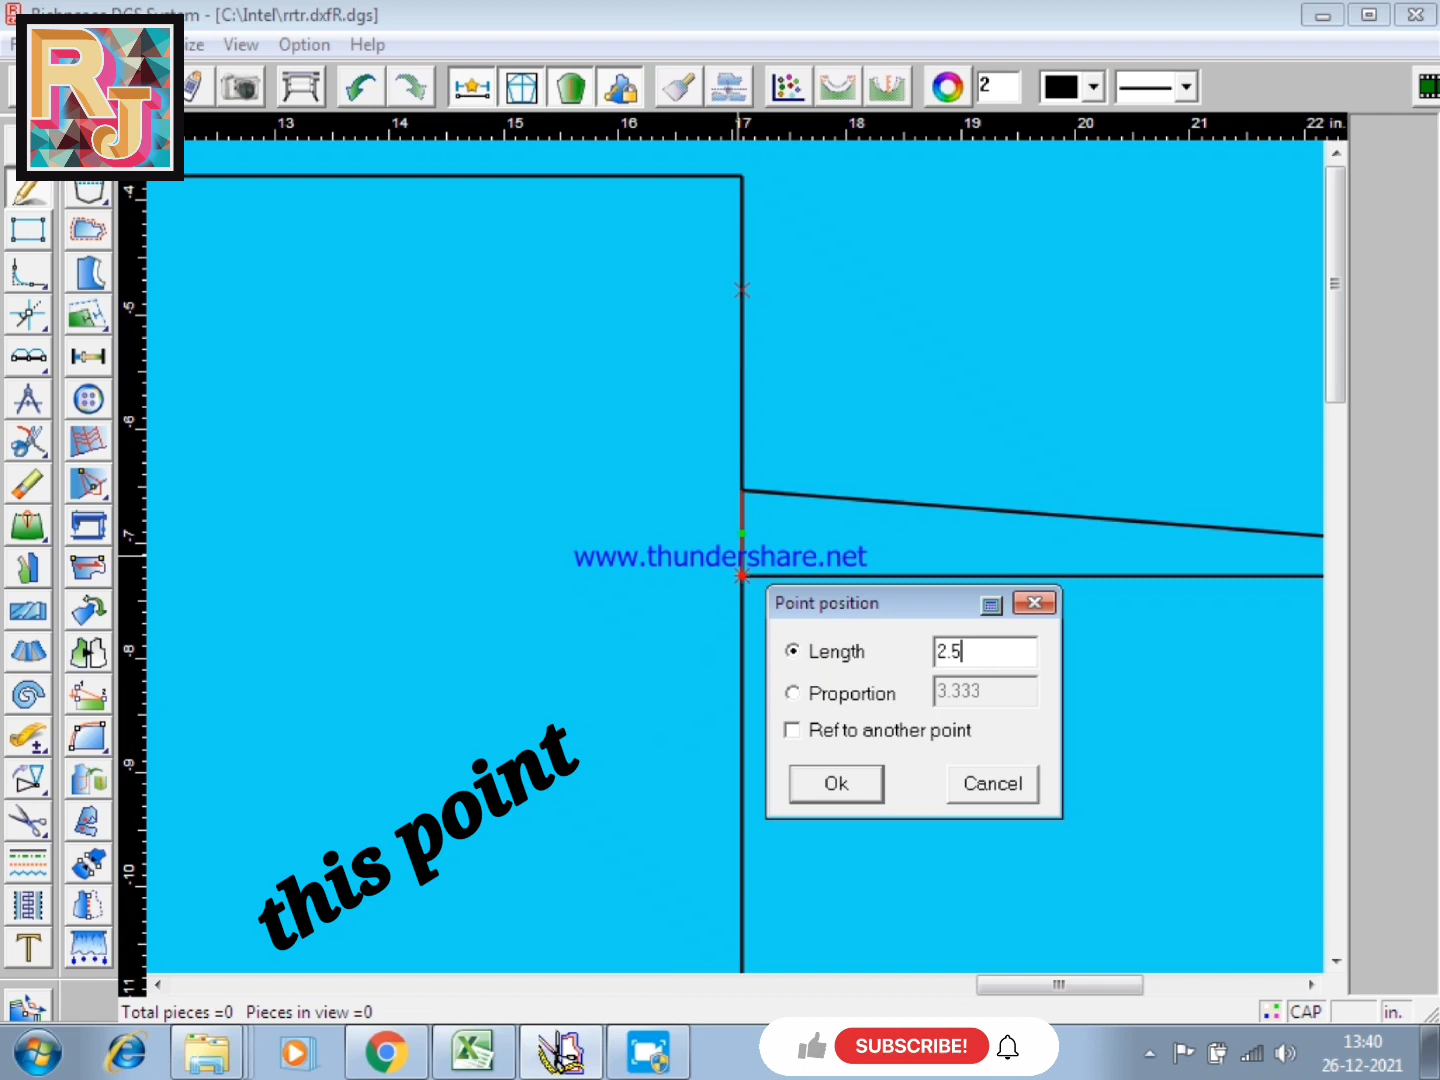 DGS System - [C:\Intel\rrtr.dxfR.dgs]
ize View Option Help
RJ
2
13 14 15 16 17 18 19 20 21 22 in.
-4
-5
-6
-7
-8
-9
-10
-11
www.thundershare.net
Point position
Length 2.5
Proportion 3.333
Ref to another point
Ok Cancel
this point
T
Total pieces =0 Pieces in view =0
CAP in.
SUBSCRIBE!
13:40
26-12-2021